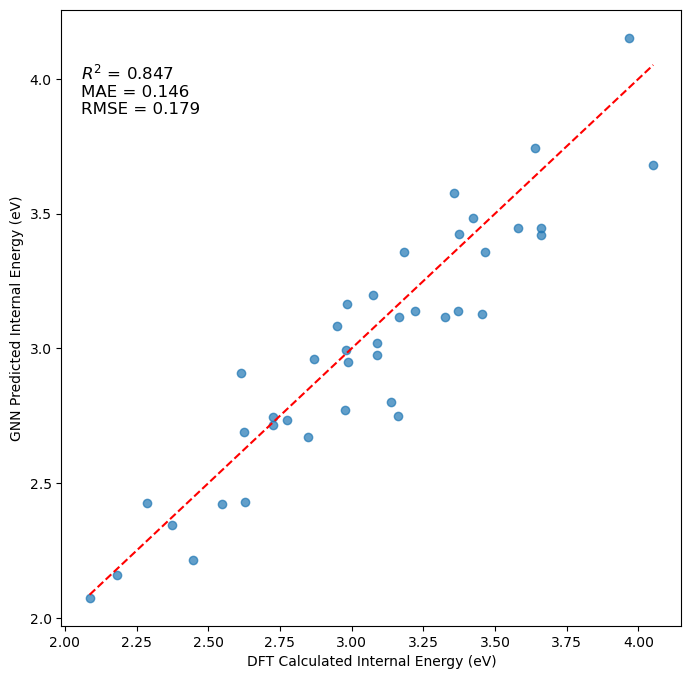 R² = 0.847
MAE = 0.146
RMSE = 0.179
GNN Predicted Internal Energy (eV)
4.0
3.5
3.0
2.5
2.0
2.00 2.25 2.50 2.75 3.00 3.25 3.50 3.75 4.00
DFT Calculated Internal Energy (eV)